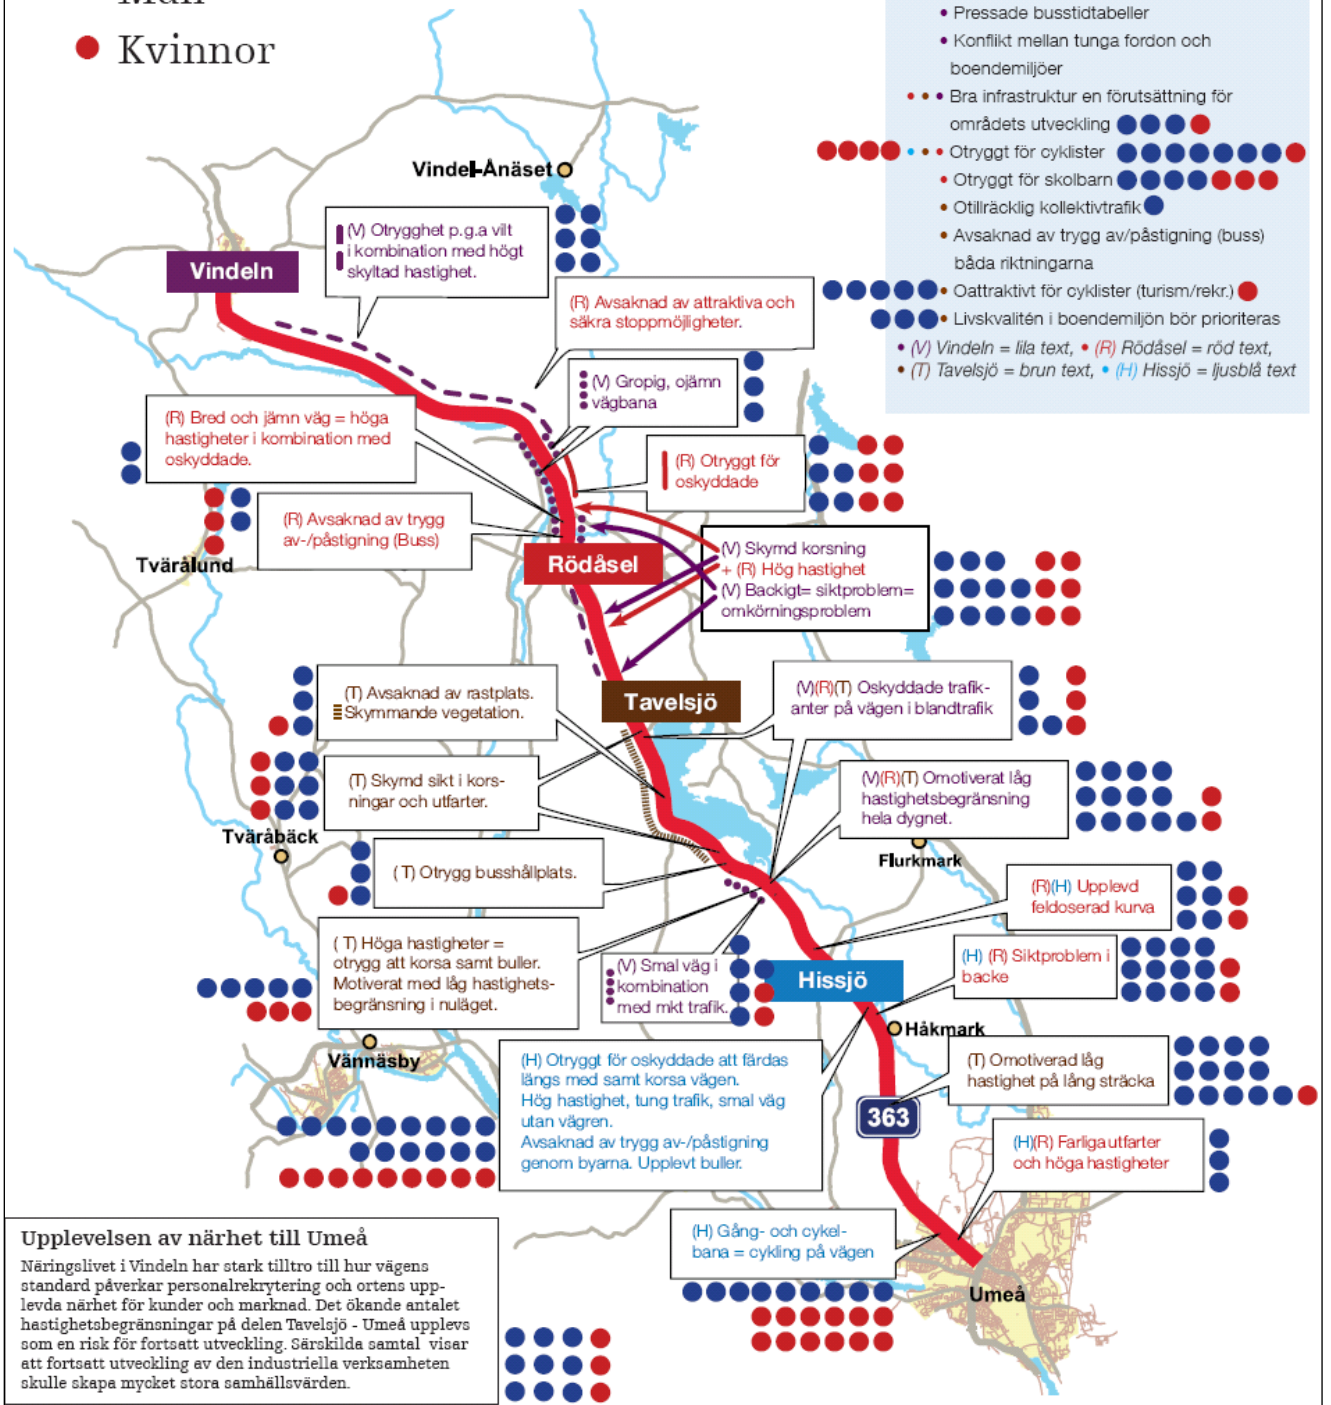 Män
Kvinnor
• Pressade busstidtabeller
• Konflikt mellan tunga fordon och
boendemiljöer
• • • Bra infrastruktur en förutsättning för
områdets utveckling
• • • • Otryggt för cyklister
• Otryggt för skolbarn
• Otillräcklig kollektivtrafik
• Avsaknad av trygg av/påstigning (buss)
båda riktningarna
• Oattraktivt för cyklister (turism/rekr.)
• Livskvalitén i boendemiljön bör prioriteras
• (V) Vindeln = lila text, • (R) Rödåsel = röd text,
• (T) Tavelsjö = brun text, • (H) Hissjö = ljusblå text
Vindel-Ånäset
(V) Otrygghet p.g.a vilt
i kombination med högt
skyltad hastighet.
Vindeln
(R) Avsaknad av attraktiva och
säkra stoppmöjligheter.
(V) Gropig, ojämn
vägbana
(R) Bred och jämn väg = höga
hastigheter i kombination med
oskyddade.
(R) Otryggt för
oskyddade
(R) Avsaknad av trygg
av-/påstigning (Buss)
Tvärålund
Rödåsel
(V) Skymd korsning
+ (R) Hög hastighet
(V) Backigt= siktproblem=
omkörningsproblem
(T) Avsaknad av rastplats.
Skymmande vegetation.
Tavelsjö
(V)(R)(T) Oskyddade trafik-
anter på vägen i blandtrafik
(T) Skymd sikt i kors-
ningar och utfarter.
(V)(R)(T) Omotiverat låg
hastighetsbegränsning
hela dygnet.
Tväråbäck
Flurkmark
( T) Otrygg busshållplats.
(R)(H) Upplevd
feldoserad kurva
( T) Höga hastigheter =
otrygg att korsa samt buller.
Motiverat med låg hastighets-
begränsning i nuläget.
(V) Smal väg i
kombination
med mkt trafik.
Hissjö
(H) (R) Siktproblem i
backe
Håkmark
Vännäsby
(H) Otryggt för oskyddade att färdas
längs med samt korsa vägen.
Hög hastighet, tung trafik, smal väg
utan vägren.
Avsaknad av trygg av-/påstigning
genom byarna. Upplevt buller.
(T) Omotiverad låg
hastighet på lång sträcka
363
(H)(R) Farliga utfarter
och höga hastigheter
(H) Gång- och cykel-
bana = cykling på vägen
Umeå
Upplevelsen av närhet till Umeå
Näringslivet i Vindeln har stark tilltro till hur vägens
standard påverkar personalrekrytering och ortens upp-
levda närhet för kunder och marknad. Det ökande antalet
hastighetsbegränsningar på delen Tavelsjö - Umeå upplevs
som en risk för fortsatt utveckling. Särskilda samtal visar
att fortsatt utveckling av den industriella verksamheten
skulle skapa mycket stora samhällsvärden.